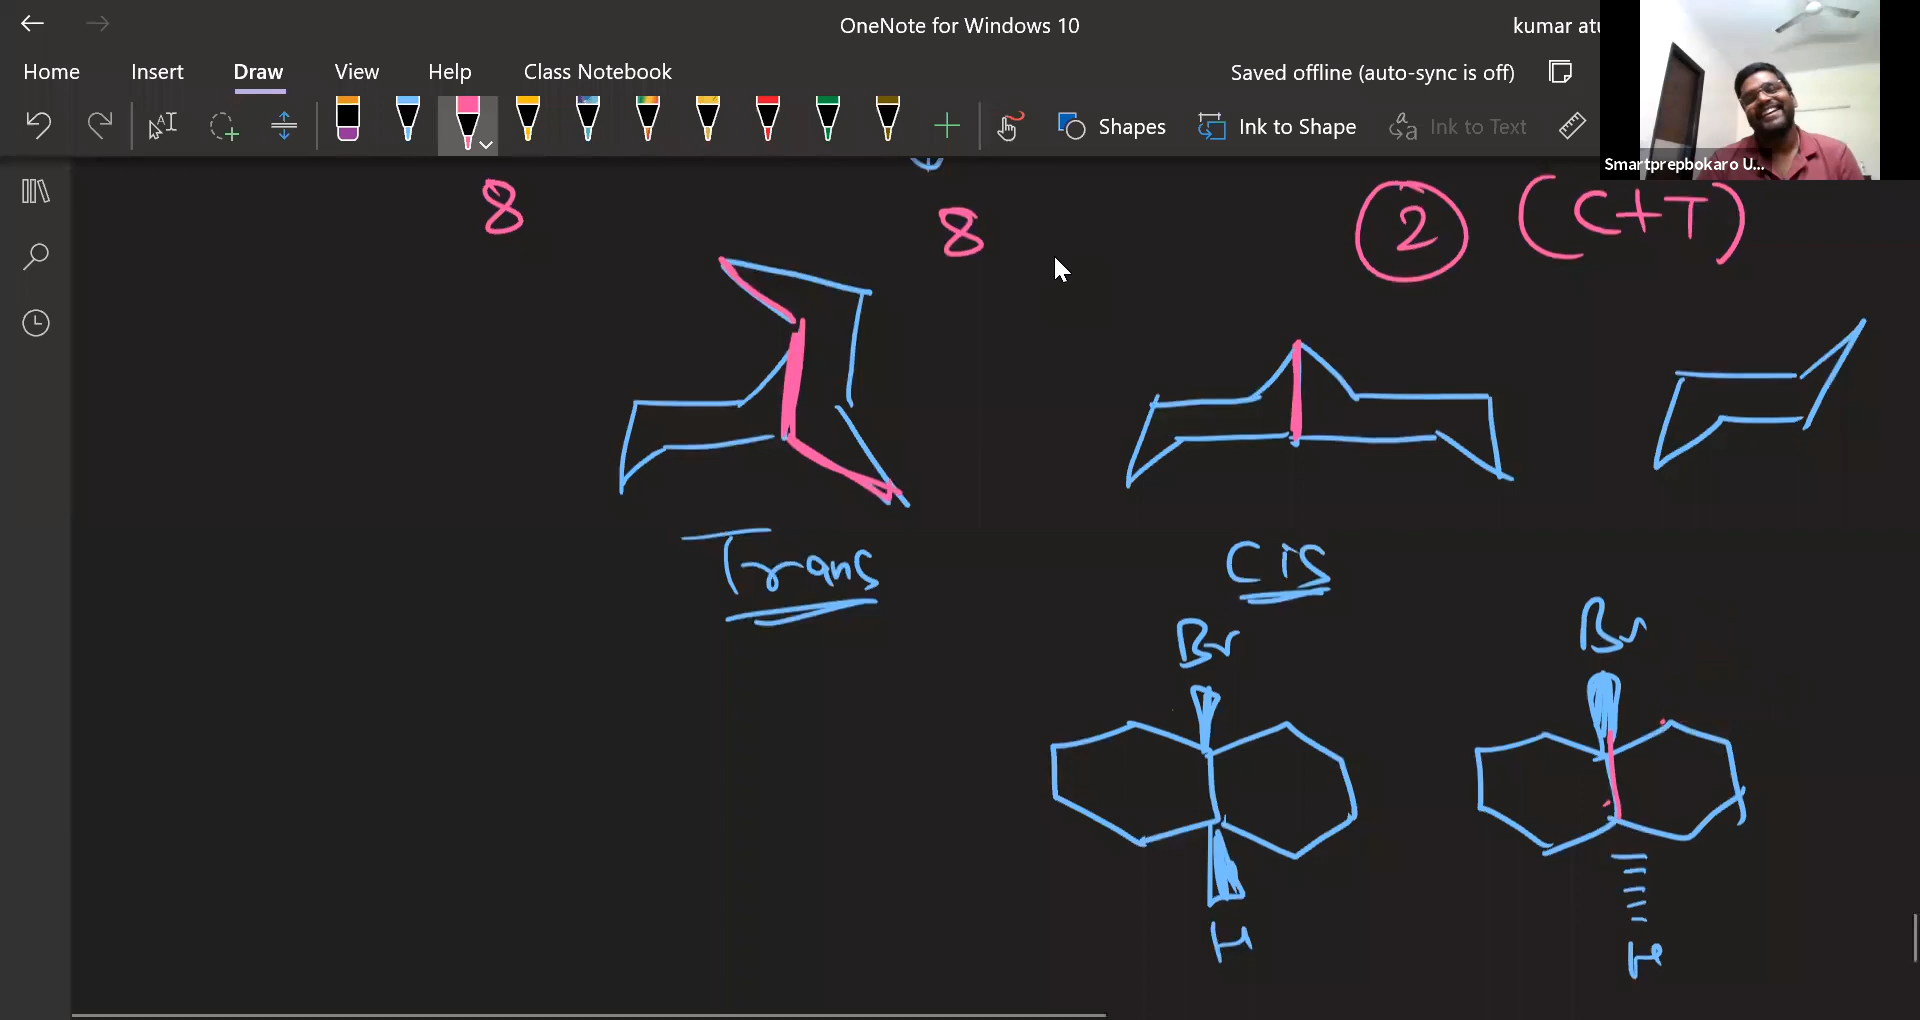 OneNote for Windows 10
kumar atu
Home Insert Draw View Help Class Notebook
Saved offline (auto-sync is off)
Shapes Ink to Shape Ink to Text
Smartprepbokaro U...
8
8
2 (C+T)
Trans
Cis
Br
Br
H
H